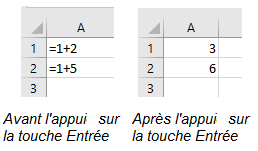 A
1 =1+2
2 =1+5
3
A
1 3
2 6
3
Avant l'appui sur
la touche Entrée
Après l'appui sur
la touche Entrée